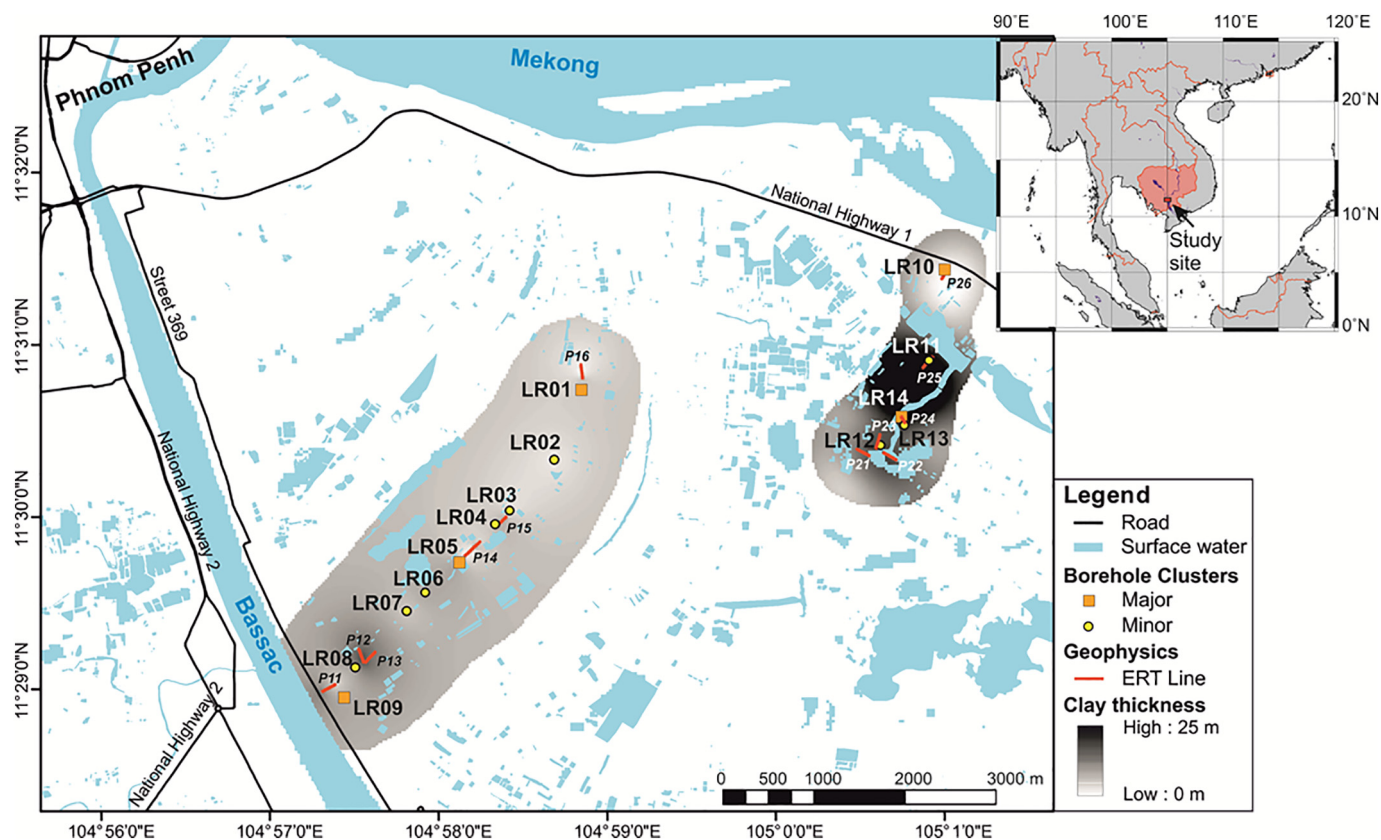 90°E 100°E 110°E 120°E
20°N
10°N
0°N
Study
site
Phnom Penh
Mekong
National Highway 1
Street 369
National Highway 2
Bassac
National Highway 2
11°32'0"N
11°31'0"N
11°30'0"N
11°29'0"N
LR10
P26
LR11
P25
LR14
P24
P23
LR12
LR13
P21
P22
P16
LR01
LR02
LR03
LR04
P15
LR05
P14
LR06
LR07
P12
P13
LR08
P11
LR09
Legend
Road
Surface water
Borehole Clusters
Major
Minor
Geophysics
ERT Line
Clay thickness
High : 25 m
Low : 0 m
0 500 1000 2000 3000 m
104°56'0"E 104°57'0"E 104°58'0"E 104°59'0"E 105°0'0"E 105°1'0"E